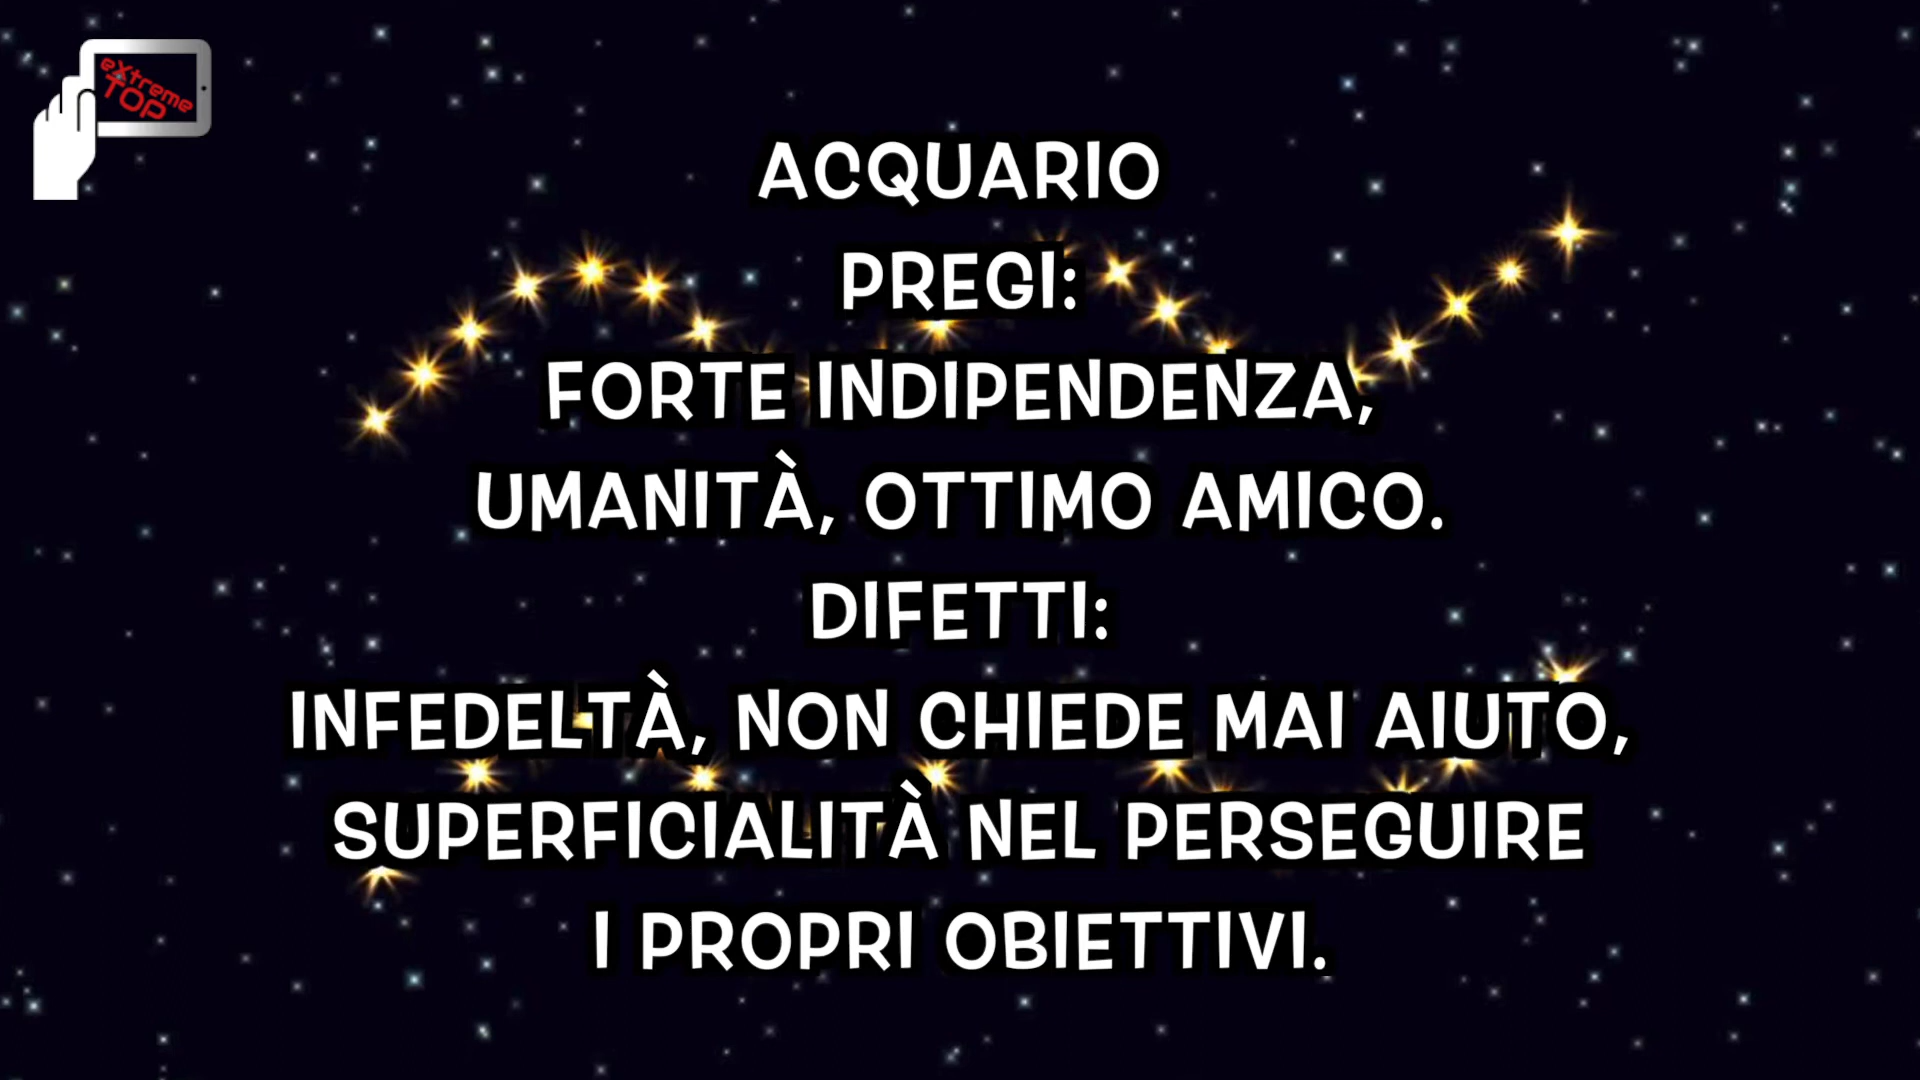 eXtreme
TOP
ACQUARIO
PREGI:
FORTE INDIPENDENZA,
UMANITÀ, OTTIMO AMICO.
DIFETTI:
INFEDELTÀ, NON CHIEDE MAI AIUTO,
SUPERFICIALITÀ NEL PERSEGUIRE
I PROPRI OBIETTIVI.